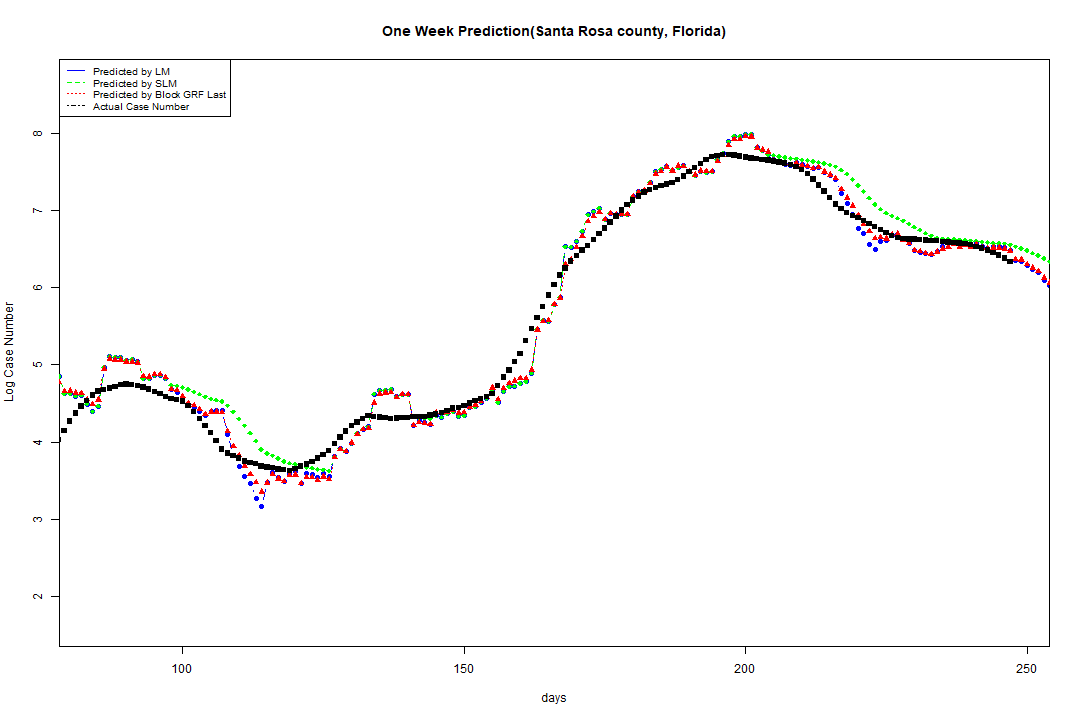 One Week Prediction(Santa Rosa county, Florida)
Predicted by LM
Predicted by SLM
Predicted by Block GRF Last
Actual Case Number
8
7
6
5
4
3
2
Log Case Number
100 150 200 250
days